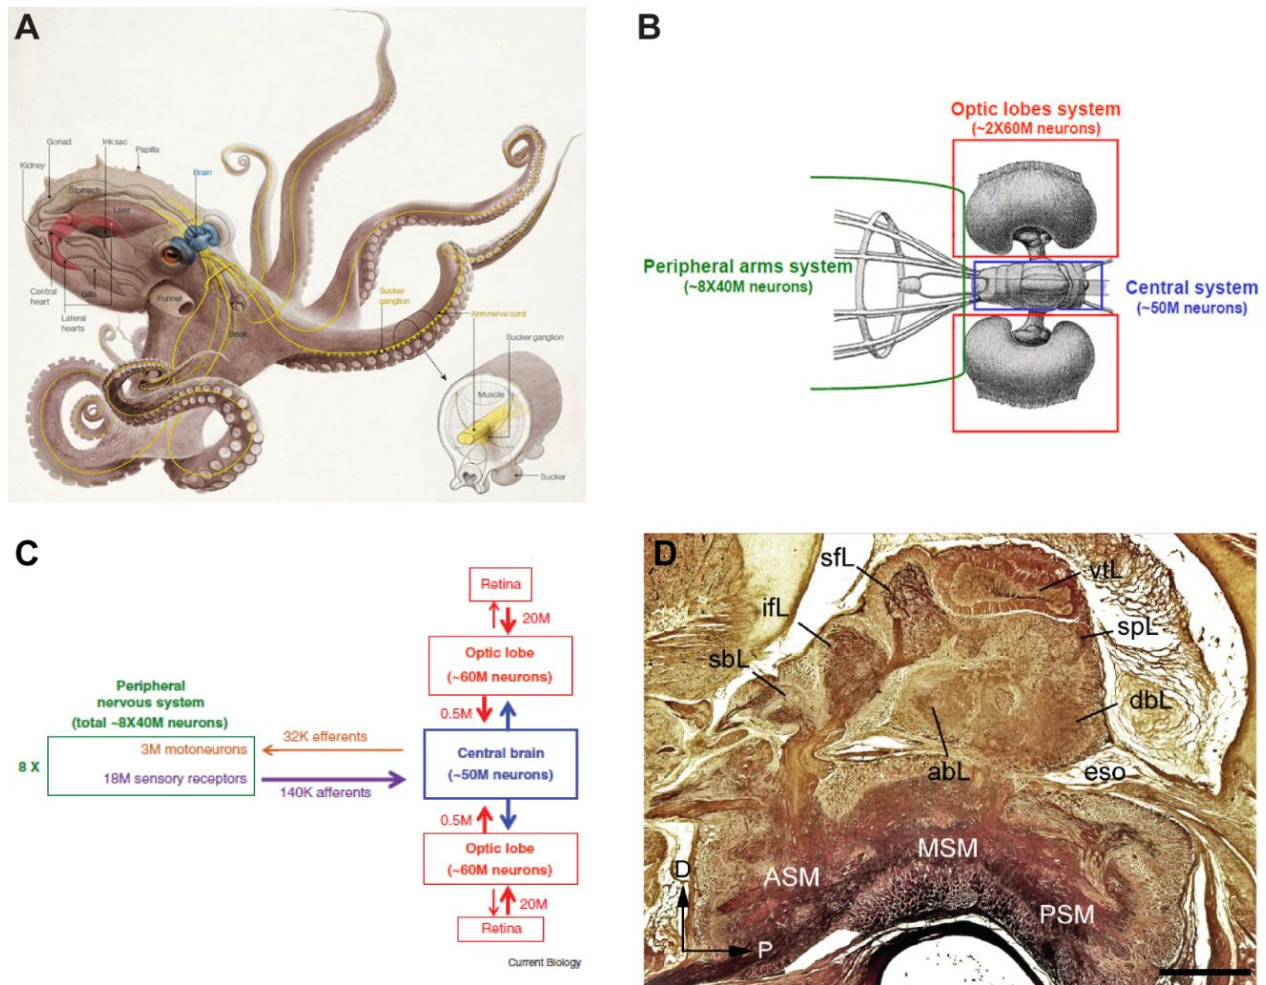 A
Gonad
Ink sac
Papilla
Kidney
Brain
Stomach
Liver
Central
heart
Gills
Lateral
hearts
Funnel
Beak
Sucker
ganglion
Arm nerve cord
Sucker ganglion
Muscle
Sucker
B
Optic lobes system
(~2X60M neurons)
Peripheral arms system
(~8X40M neurons)
Central system
(~50M neurons)
C
Retina
20M
Optic lobe
(~60M neurons)
0.5M
Peripheral
nervous system
(total ~8X40M neurons)
8 X
3M motoneurons
32K efferents
18M sensory receptors
140K afferents
Central brain
(~50M neurons)
0.5M
Optic lobe
(~60M neurons)
20M
Retina
Current Biology
D
sfL
vtL
ifL
spL
sbL
dbL
abL
eso
MSM
ASM
PSM
D
P